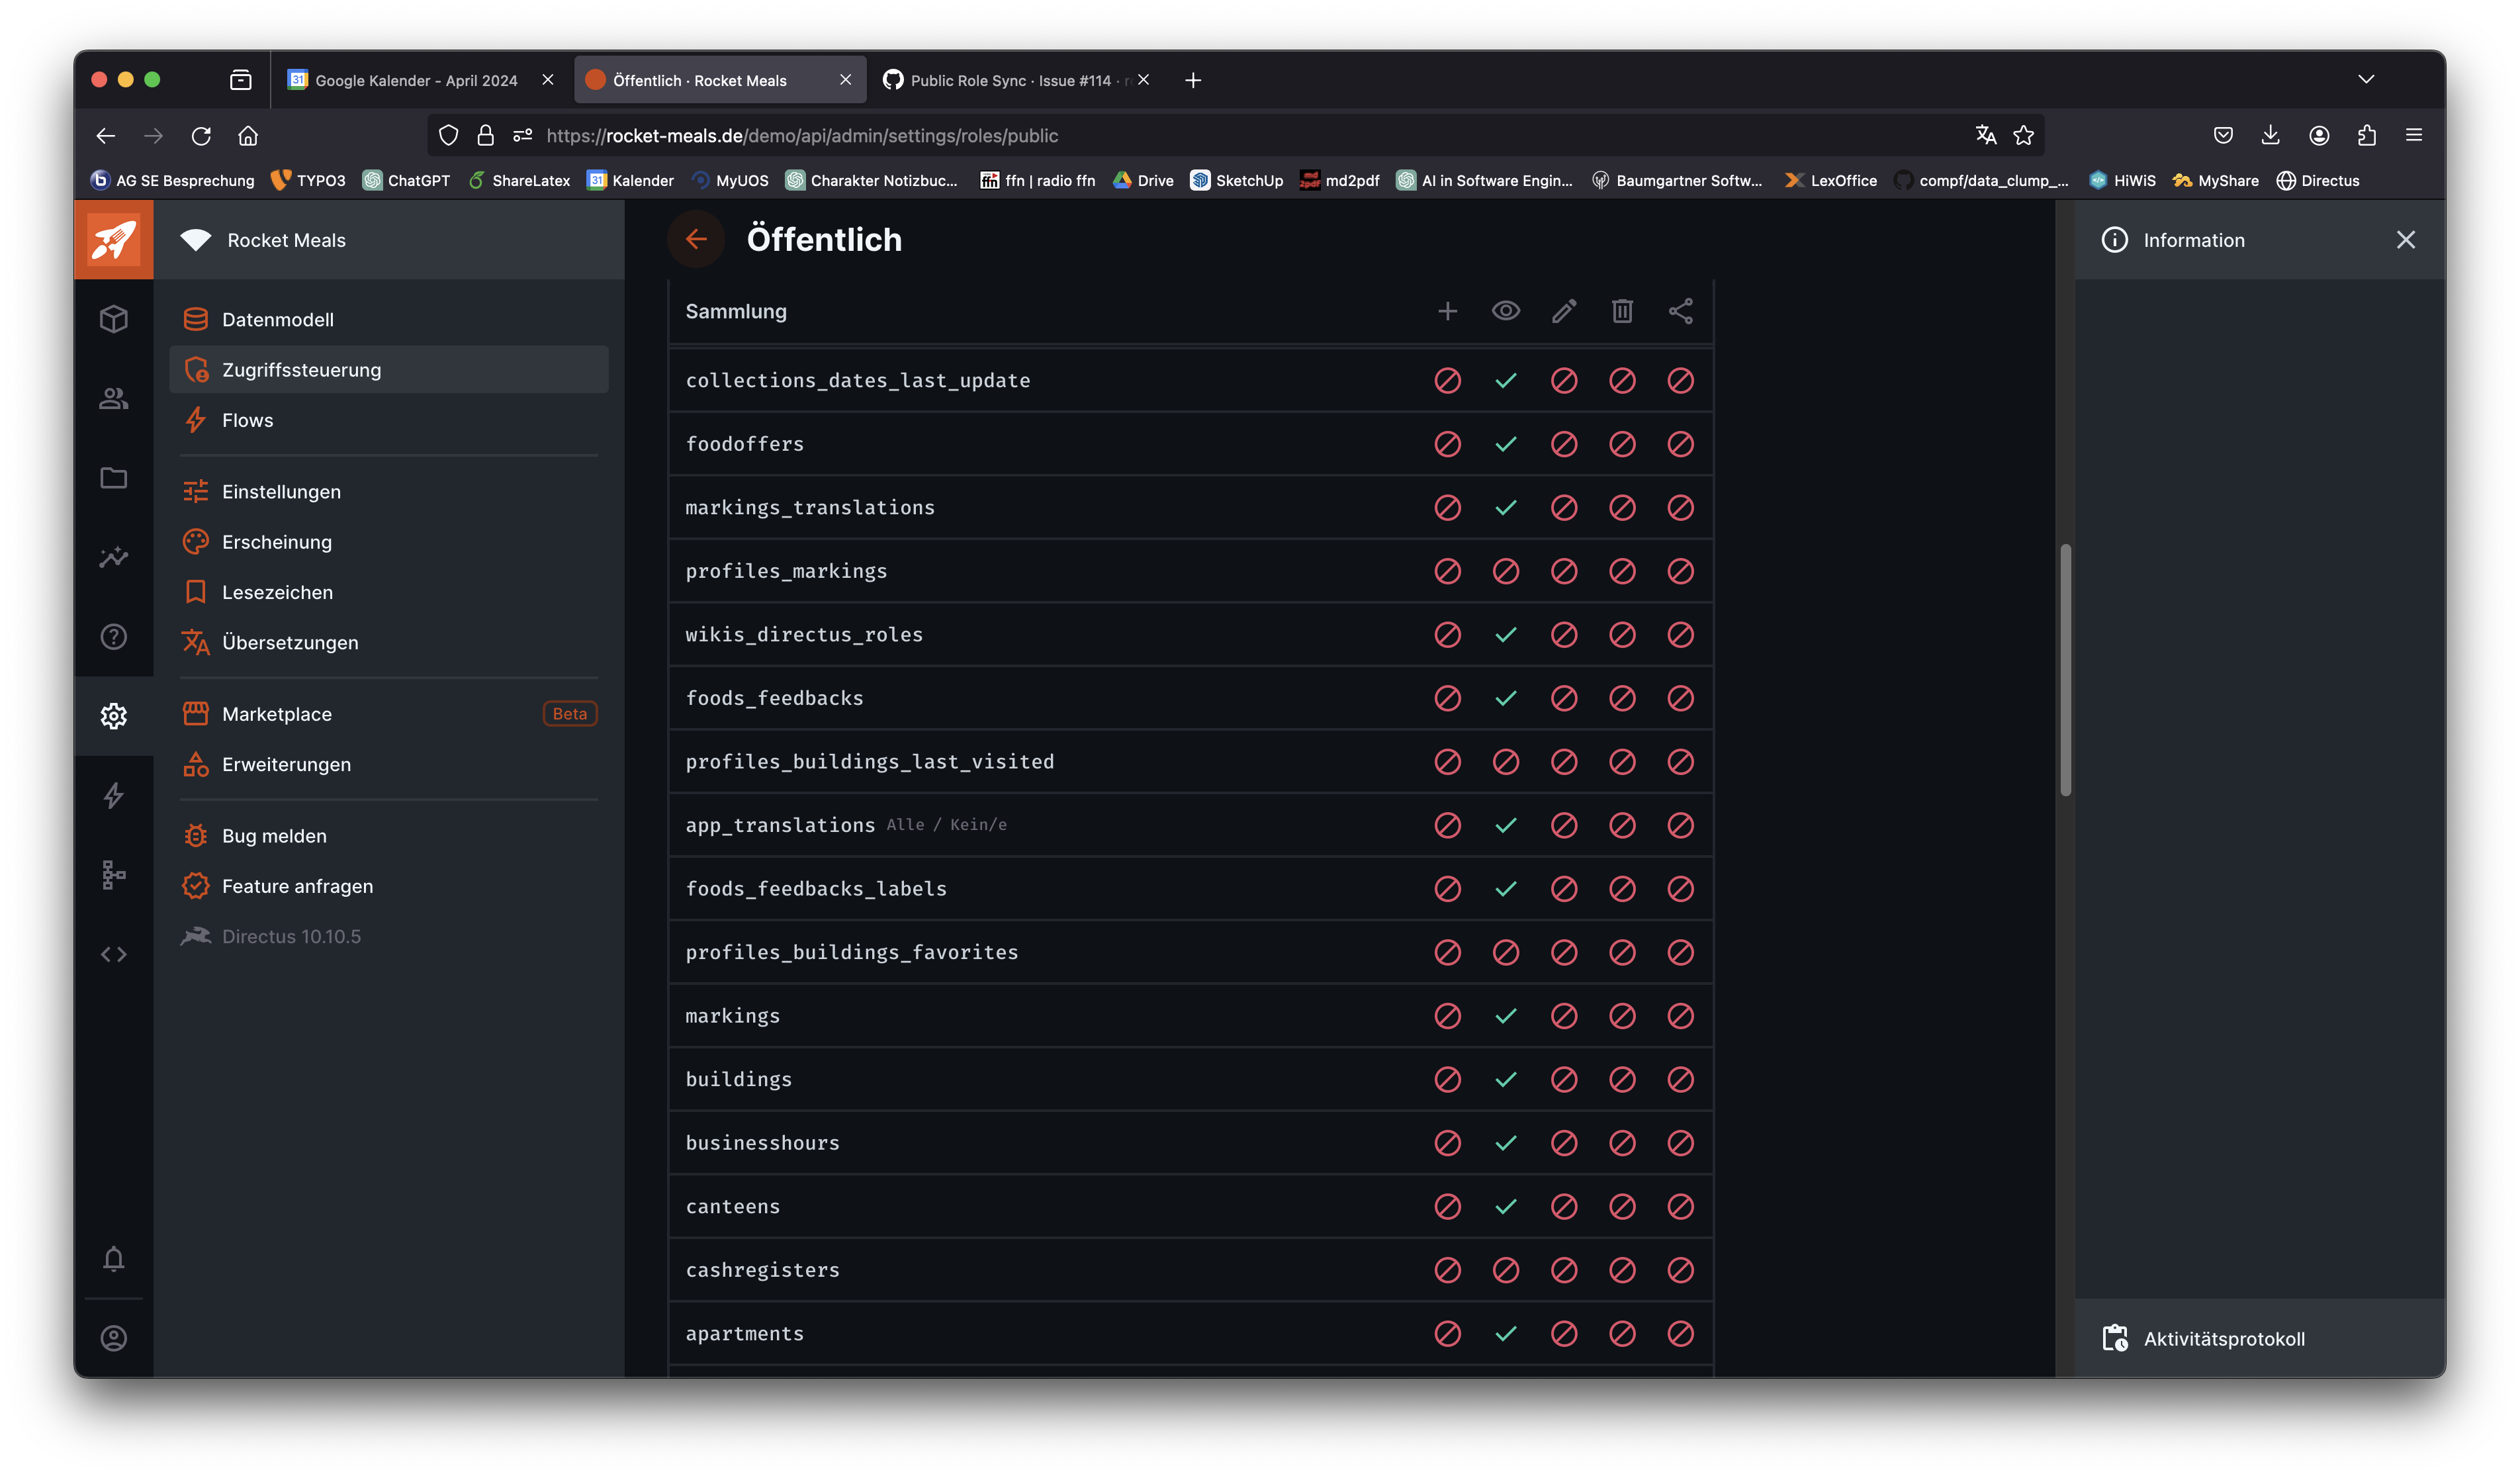 Google Kalender - April 2024
Öffentlich · Rocket Meals
Public Role Sync · Issue #114 ·
https://rocket-meals.de/demo/api/admin/settings/roles/public
AG SE Besprechung TYPO3 ChatGPT ShareLatex 31 Kalender MyUOS Charakter Notizbuc... ffn ffn | radio ffn Drive SketchUp md2pdf AI in Software Engin... Baumgartner Softw... LexOffice compf/data_clump_... HiWiS MyShare Directus
Rocket Meals
Datenmodell
Zugriffssteuerung
Flows
Einstellungen
Erscheinung
Lesezeichen
Übersetzungen
Marketplace Beta
Erweiterungen
Bug melden
Feature anfragen
Directus 10.10.5
Öffentlich
Sammlung
collections_dates_last_update
foodoffers
markings_translations
profiles_markings
wikis_directus_roles
foods_feedbacks
profiles_buildings_last_visited
app_translations Alle / Kein/e
foods_feedbacks_labels
profiles_buildings_favorites
markings
buildings
businesshours
canteens
cashregisters
apartments
Information
Aktivitätsprotokoll